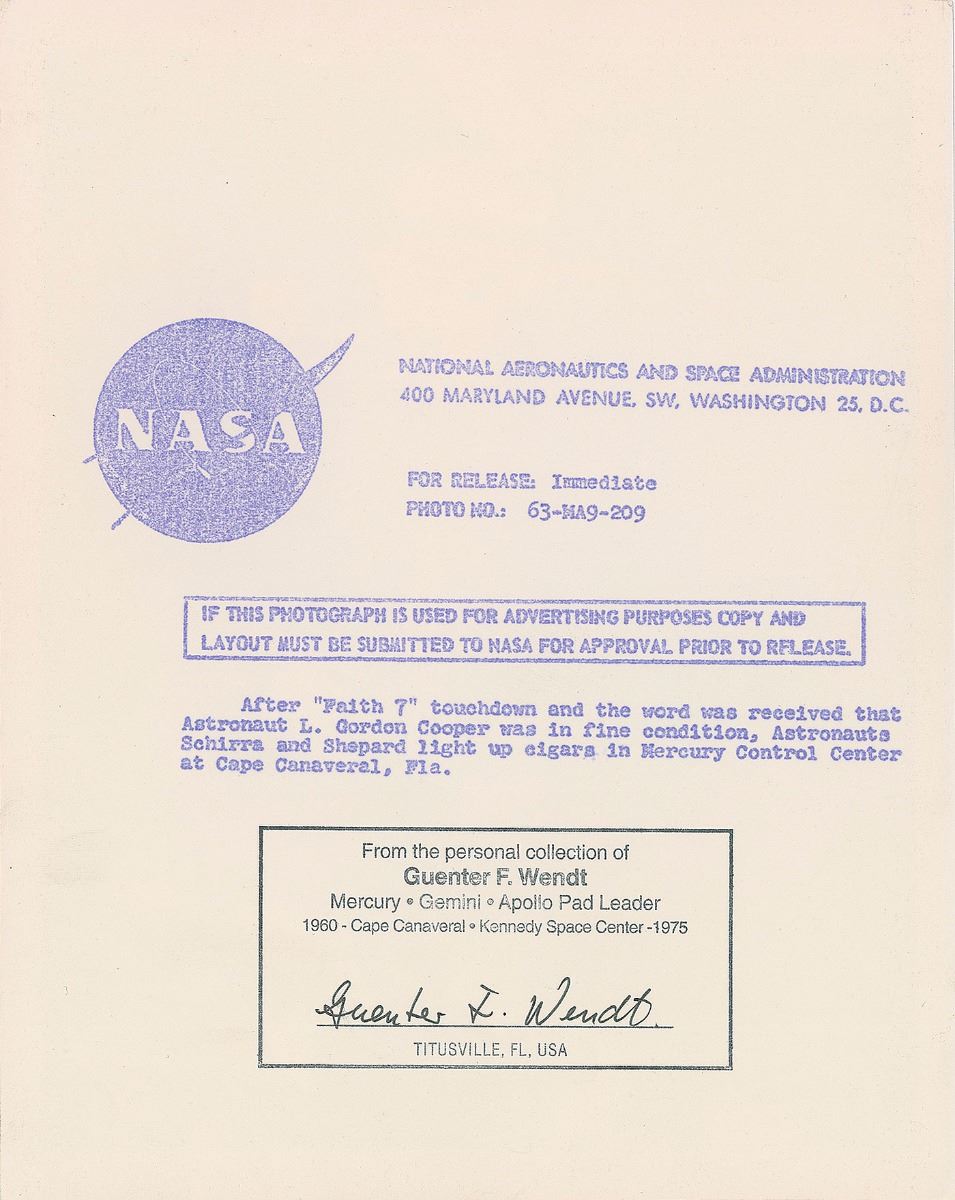 NASA
NATIONAL AERONAUTICS AND SPACE ADMINISTRATION
400 MARYLAND AVENUE, SW, WASHINGTON 25, D.C.
FOR RELEASE: Immediate
PHOTO NO.: 63-MA9-209
IF THIS PHOTOGRAPH IS USED FOR ADVERTISING PURPOSES COPY AND
LAYOUT MUST BE SUBMITTED TO NASA FOR APPROVAL PRIOR TO RELEASE.
After "Faith 7" touchdown and the word was received that
Astronaut L. Gordon Cooper was in fine condition, Astronauts
Schirra and Shepard light up cigars in Mercury Control Center
at Cape Canaveral, Fla.
From the personal collection of
Guenter F. Wendt
Mercury • Gemini • Apollo Pad Leader
1960 - Cape Canaveral • Kennedy Space Center -1975
Guenter F. Wendt.
TITUSVILLE, FL, USA